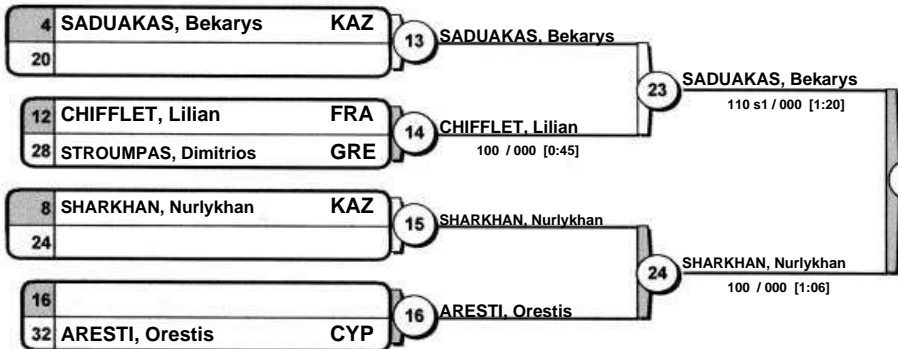 4 SADUAKAS, Bekarys KAZ
20
13 SADUAKAS, Bekarys
23 SADUAKAS, Bekarys
110 s1 / 000 [1:20]
12 CHIFFLET, Lilian FRA
28 STROUMPAS, Dimitrios GRE
14 CHIFFLET, Lilian
100 / 000 [0:45]
8 SHARKHAN, Nurlykhan KAZ
24
15 SHARKHAN, Nurlykhan
24 SHARKHAN, Nurlykhan
100 / 000 [1:06]
16
32 ARESTI, Orestis CYP
16 ARESTI, Orestis